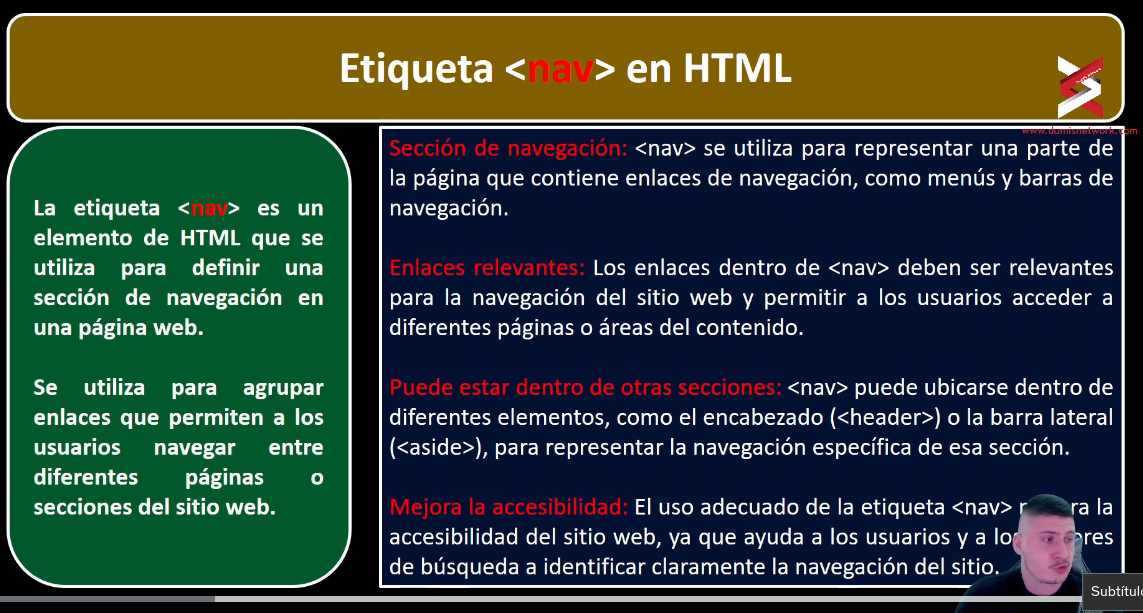 Etiqueta <nav> en HTML
www.dumisnetwork.com
La etiqueta <nav> es un
elemento de HTML que se
utiliza para definir una
sección de navegación en
una página web.
Se utiliza para agrupar
enlaces que permiten a los
usuarios navegar entre
diferentes páginas o
secciones del sitio web.
Sección de navegación: <nav> se utiliza para representar una parte de
la página que contiene enlaces de navegación, como menús y barras de
navegación.
Enlaces relevantes: Los enlaces dentro de <nav> deben ser relevantes
para la navegación del sitio web y permitir a los usuarios acceder a
diferentes páginas o áreas del contenido.
Puede estar dentro de otras secciones: <nav> puede ubicarse dentro de
diferentes elementos, como el encabezado (<header>) o la barra lateral
(<aside>), para representar la navegación específica de esa sección.
Mejora la accesibilidad: El uso adecuado de la etiqueta <nav> la
accesibilidad del sitio web, ya que ayuda a los usuarios y a
de búsqueda a identificar claramente la navegación del sitio.